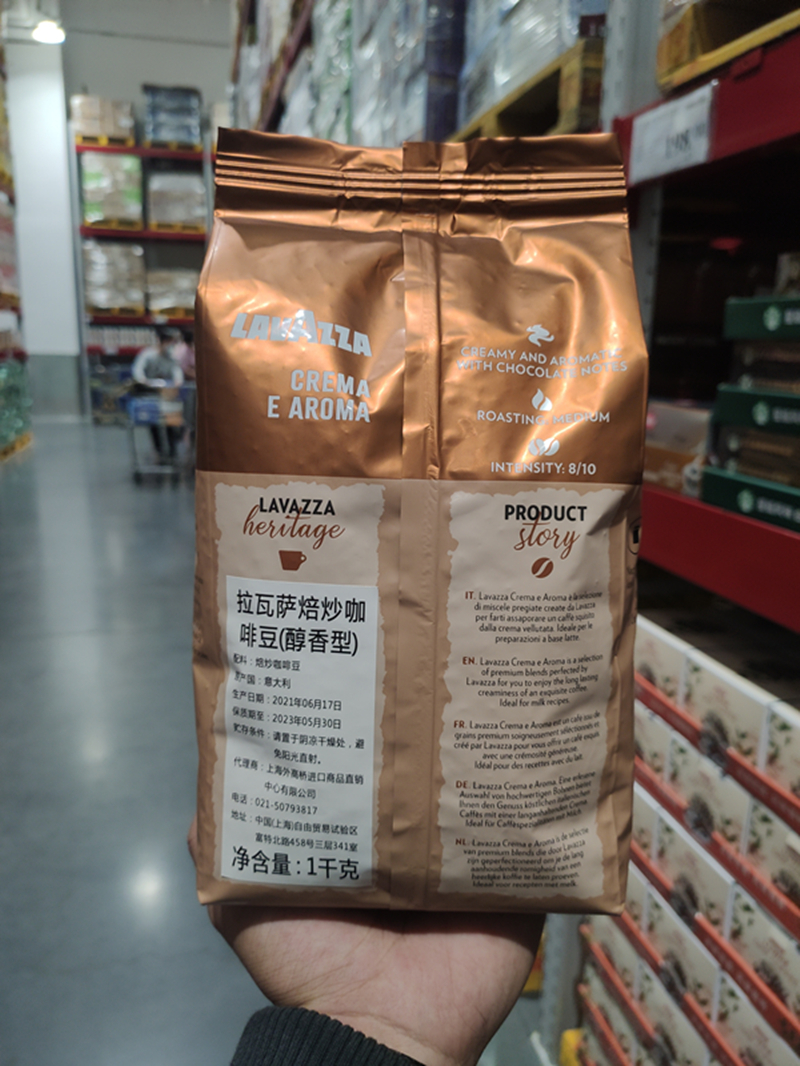 LAVAZZA
CREMA
E AROMA
CREAMY AND AROMATIC
WITH CHOCOLATE NOTES
ROASTING: MEDIUM
INTENSITY: 8/10
LAVAZZA
heritage
拉瓦萨焙炒咖
啡豆(醇香型)
配料：焙炒咖啡豆
原产国：意大利
生产日期：2021年06月17日
保质期至：2023年05月30日
贮存条件：请置于阴凉干燥处，避
免阳光直射。
代理商：上海外高桥进口商品直销
中心有限公司
电话：021-50793817
地址：中国(上海)自由贸易试验区
富特北路458号三层341室
净含量：1千克
PRODUCT
story
IT. Lavazza Crema e Aroma è la selezione
di miscele pregiate create da Lavazza
per farti assaporare un caffè squisito
dalla crema vellutata. Ideale per le
preparazioni a base latte.
EN. Lavazza Crema e Aroma is a selection
of premium blends perfected by
Lavazza for you to enjoy the long lasting
creaminess of an exquisite coffee.
Ideal for milk recipes.
FR. Lavazza Crema e Aroma est un café issu de
grains premium soigneusement sélectionnés et
créé par Lavazza pour vous offrir un café exquis
avec une crémosité généreuse.
Idéal pour des recettes avec du lait.
DE. Lavazza Crema e Aroma. Eine erlesene
Auswahl von hochwertigen Bohnen bietet
Ihnen den Genuss köstlichen italienischen
Caffès mit einer langanhaltenden Crema.
Ideal für Caffespezialitäten mit Milch.
NL. Lavazza Crema e Aroma is de selectie
van premium blends die door Lavazza
zijn geperfectioneerd om je de lang
aanhoudende romigheid van een
heerlijke koffie te laten proeven.
Ideaal voor recepten met melk.